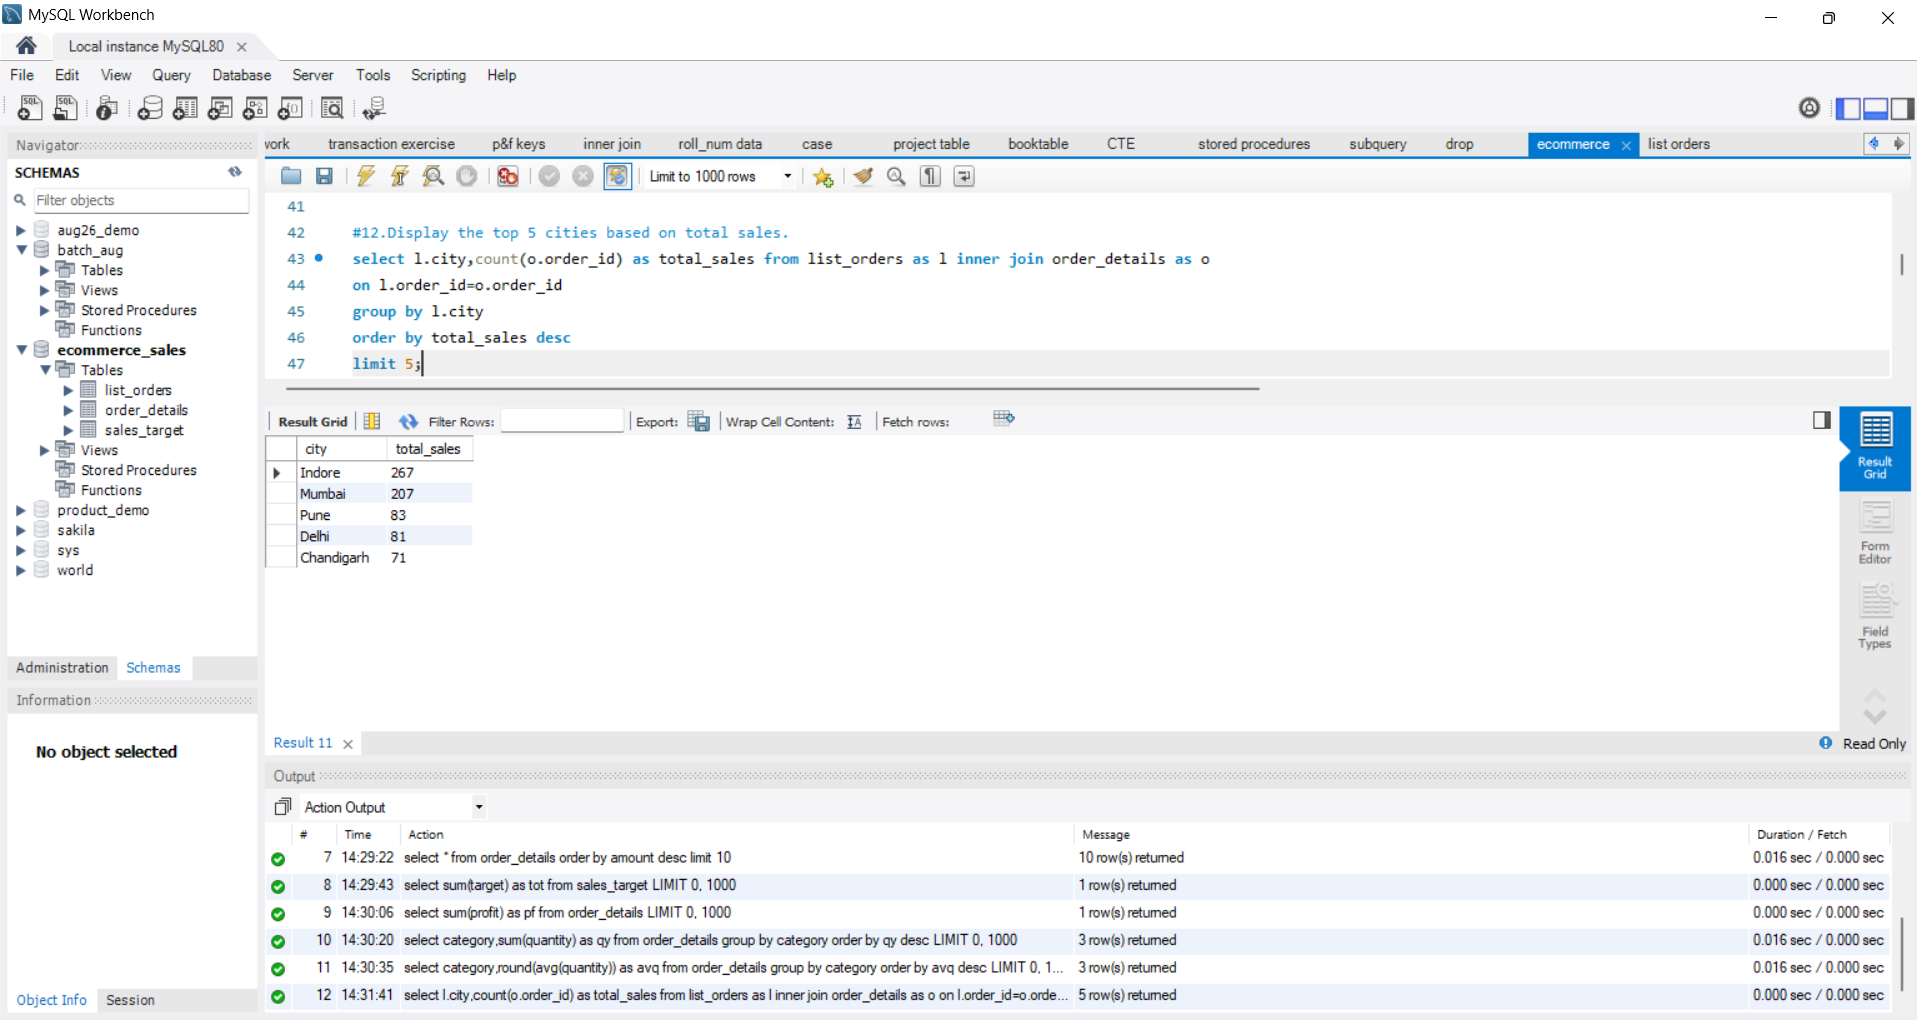 MySQL Workbench
Local instance MySQL80
File Edit View Query Database Server Tools Scripting Help
Navigator
SCHEMAS
Filter objects
aug26_demo
batch_aug
Tables
Views
Stored Procedures
Functions
ecommerce_sales
Tables
list_orders
order_details
sales_target
Views
Stored Procedures
Functions
product_demo
sakila
sys
world
Administration Schemas
Information
No object selected
Object Info Session
work transaction exercise p&f keys inner join roll_num data case project table booktable CTE stored procedures subquery drop ecommerce list orders
Limit to 1000 rows
41
42 #12.Display the top 5 cities based on total sales.
43 select l.city,count(o.order_id) as total_sales from list_orders as l inner join order_details as o
44 on l.order_id=o.order_id
45 group by l.city
46 order by total_sales desc
47 limit 5;
Result Grid Filter Rows: Export: Wrap Cell Content: Fetch rows:
city total_sales
Indore 267
Mumbai 207
Pune 83
Delhi 81
Chandigarh 71
Result Grid
Form Editor
Field Types
Result 11
Read Only
Output
Action Output
# Time Action Message Duration / Fetch
7 14:29:22 select * from order_details order by amount desc limit 10 10 row(s) returned 0.016 sec / 0.000 sec
8 14:29:43 select sum(target) as tot from sales_target LIMIT 0, 1000 1 row(s) returned 0.000 sec / 0.000 sec
9 14:30:06 select sum(profit) as pf from order_details LIMIT 0, 1000 1 row(s) returned 0.000 sec / 0.000 sec
10 14:30:20 select category,sum(quantity) as qy from order_details group by category order by qy desc LIMIT 0, 1000 3 row(s) returned 0.016 sec / 0.000 sec
11 14:30:35 select category,round(avg(quantity)) as avq from order_details group by category order by avq desc LIMIT 0, 1... 3 row(s) returned 0.016 sec / 0.000 sec
12 14:31:41 select l.city,count(o.order_id) as total_sales from list_orders as l inner join order_details as o on l.order_id=o.orde... 5 row(s) returned 0.000 sec / 0.000 sec